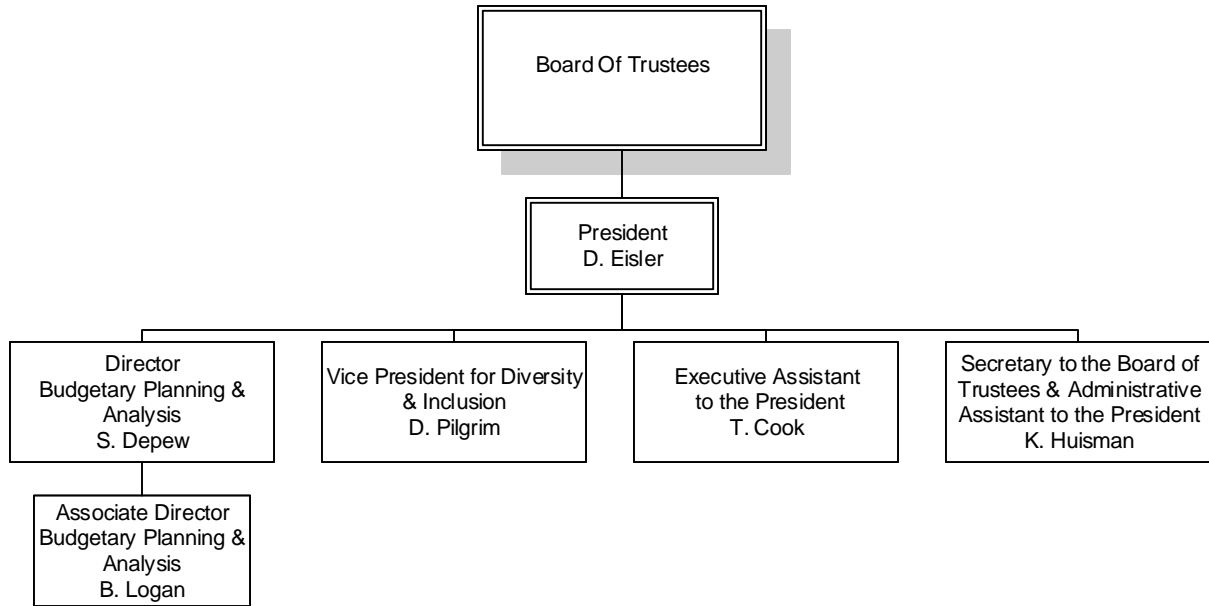 Board Of Trustees
President
D. Eisler
Director
Budgetary Planning &
Analysis
S. Depew
Vice President for Diversity
& Inclusion
D. Pilgrim
Executive Assistant
to the President
T. Cook
Secretary to the Board of
Trustees & Administrative
Assistant to the President
K. Huisman
Associate Director
Budgetary Planning &
Analysis
B. Logan